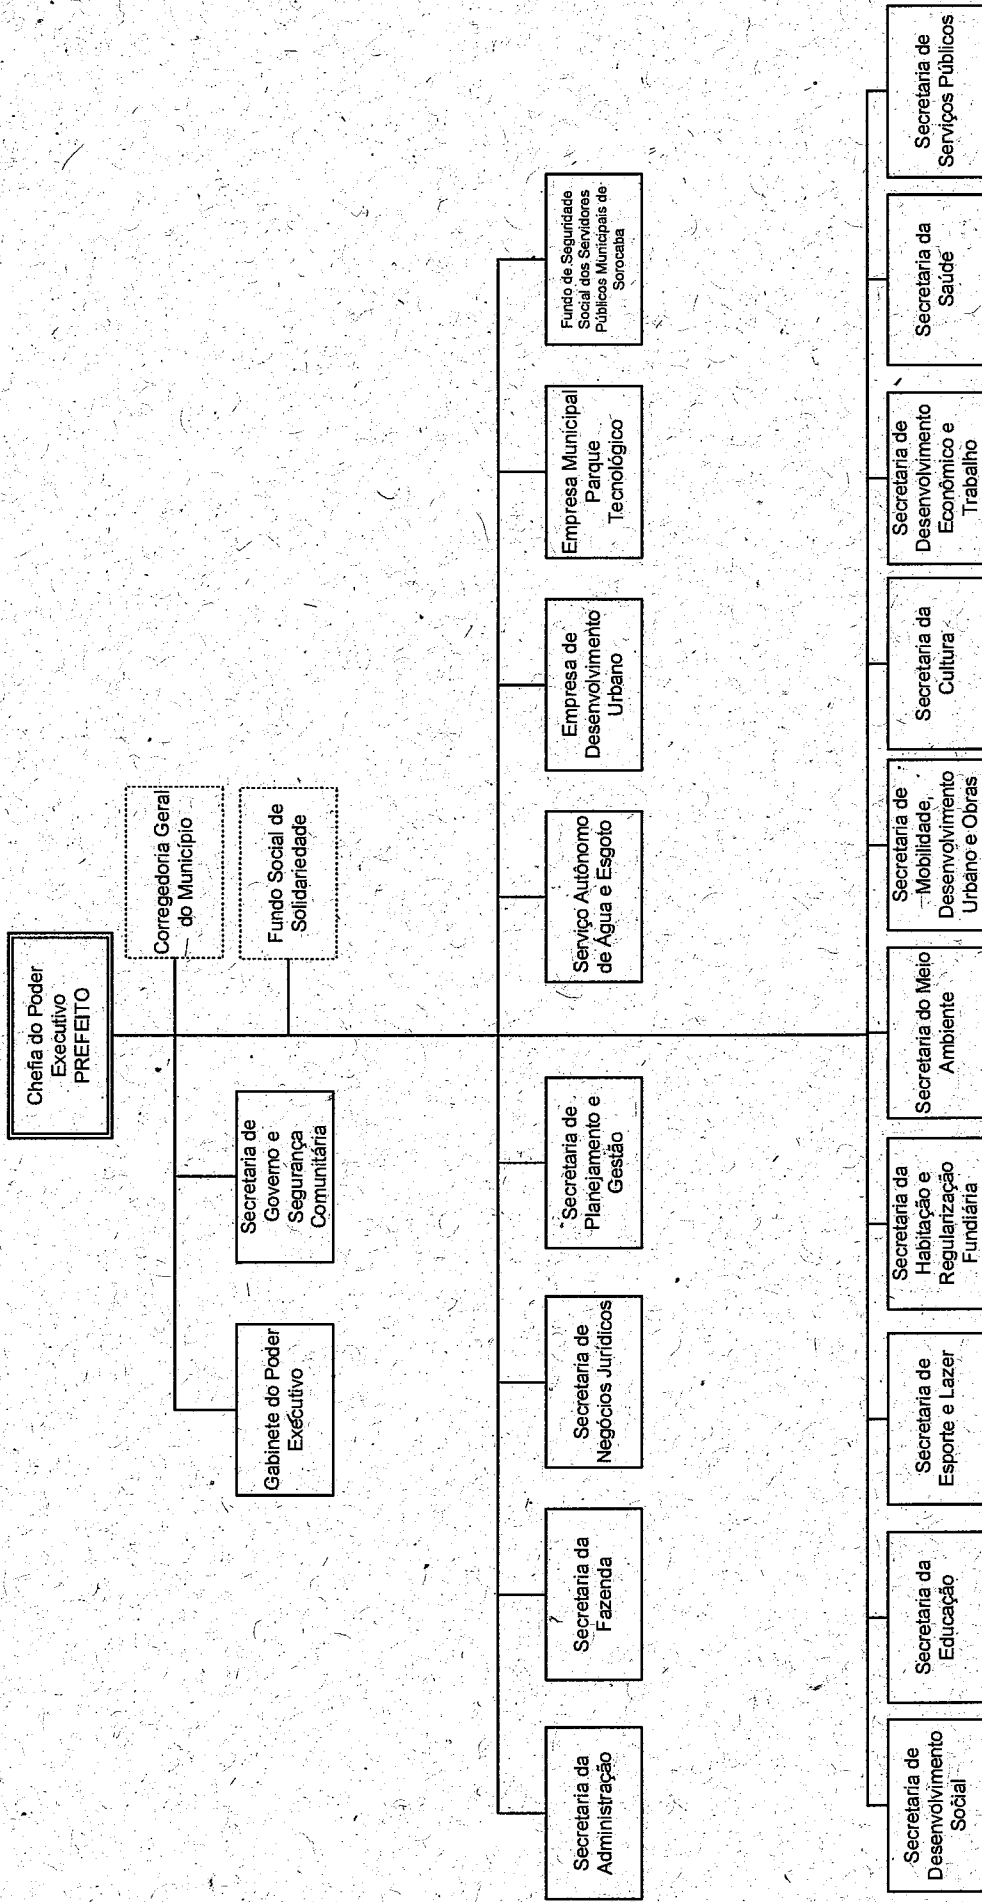 Chefia do Poder
Executivo
PREFEITO
Corregedoria Geral
do Município
Fundo Social de
Solidariedade
Gabinete do Poder
Executivo
Secretaria de
Governo e
Segurança
Comunitária
Secretaria da
Administração
Secretaria da
Fazenda
Secretaria de
Negócios Jurídicos
Secretaria de
Planejamento e
Gestão
Serviço Autônomo
de Água e Esgoto
Empresa de
Desenvolvimento
Urbano
Empresa Municipal
Parque
Tecnológico
Fundo de Seguridade
Social dos Servidores
Públicos Municipais de
Sorocaba
Secretaria de
Desenvolvimento
Social
Secretaria da
Educação
Secretaria de
Esporte e Lazer
Secretaria da
Habitação e
Regularização
Fundiária
Secretaria do Meio
Ambiente
Secretaria de
Mobilidade,
Desenvolvimento
Urbano e Obras
Secretaria da
Cultura
Secretaria de
Desenvolvimento
Econômico e
Trabalho
Secretaria da
Saúde
Secretaria de
Serviços Públicos